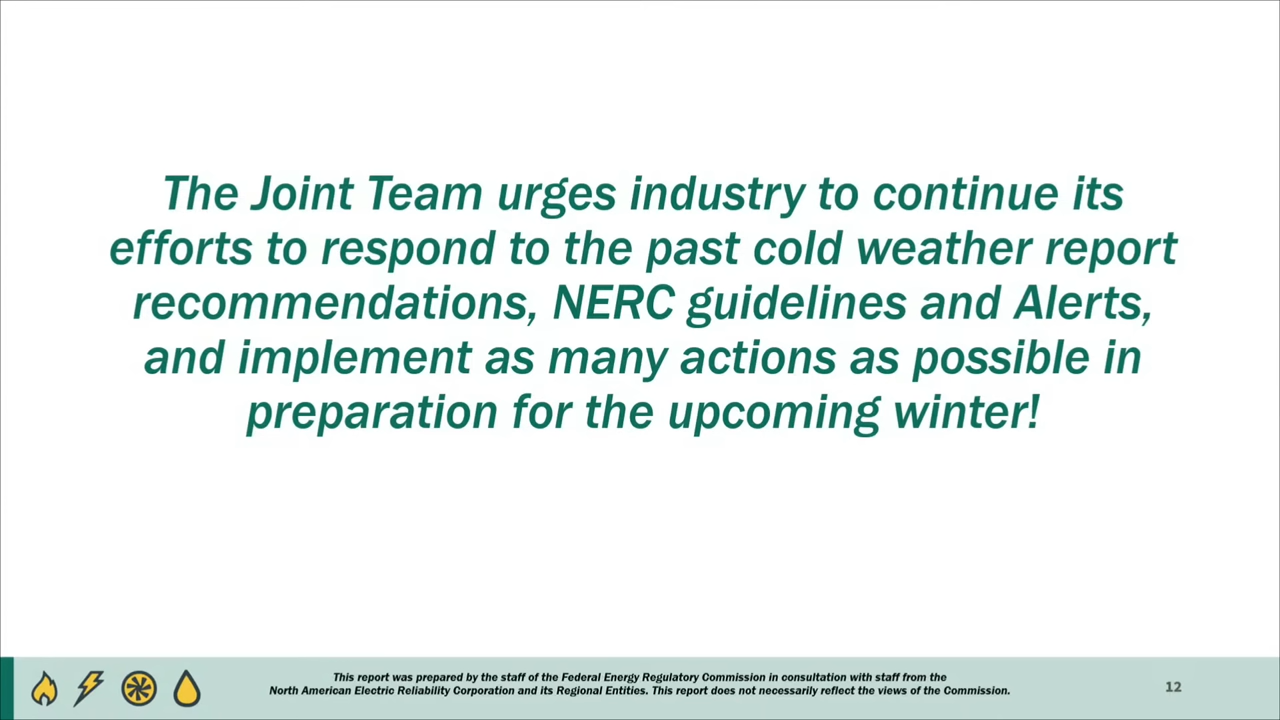 The Joint Team urges industry to continue its
efforts to respond to the past cold weather report
recommendations, NERC guidelines and Alerts,
and implement as many actions as possible in
preparation for the upcoming winter!
This report was prepared by the staff of the Federal Energy Regulatory Commission in consultation with staff from the
North American Electric Reliability Corporation and its Regional Entities. This report does not necessarily reflect the views of the Commission.
12